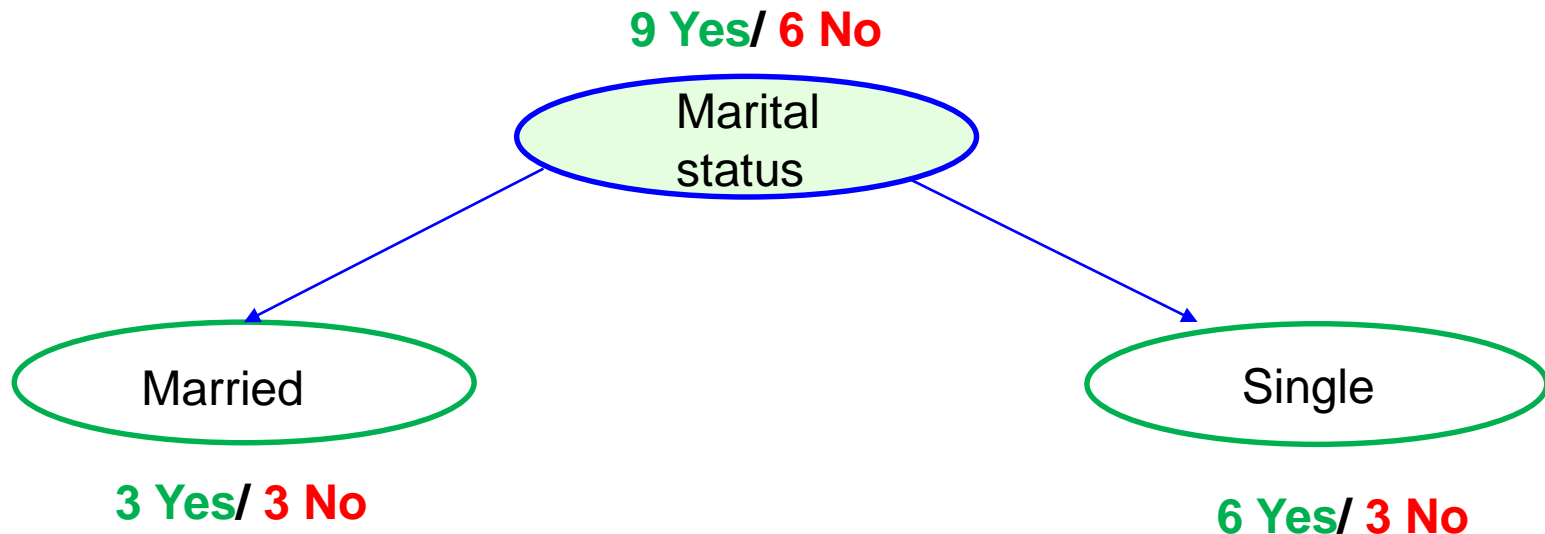 9 Yes/ 6 No
Marital
status
Married
Single
3 Yes/ 3 No
6 Yes/ 3 No